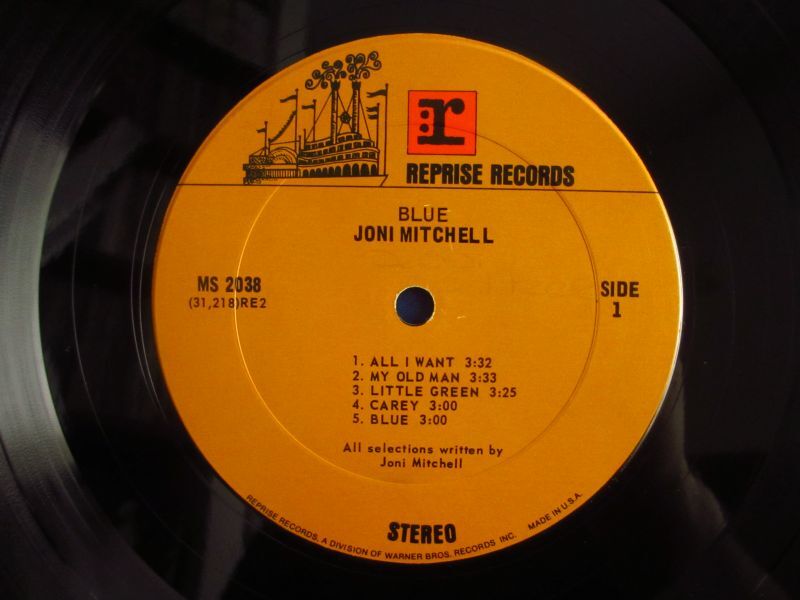 r
REPRISE RECORDS
BLUE
JONI MITCHELL
MS 2038
(31,218)RE2
SIDE
1
1. ALL I WANT 3:32
2. MY OLD MAN 3:33
3. LITTLE GREEN 3:25
4. CAREY 3:00
5. BLUE 3:00
All selections written by
Joni Mitchell
STEREO
REPRISE RECORDS, A DIVISION OF WARNER BROS. RECORDS INC. MADE IN U.S.A.